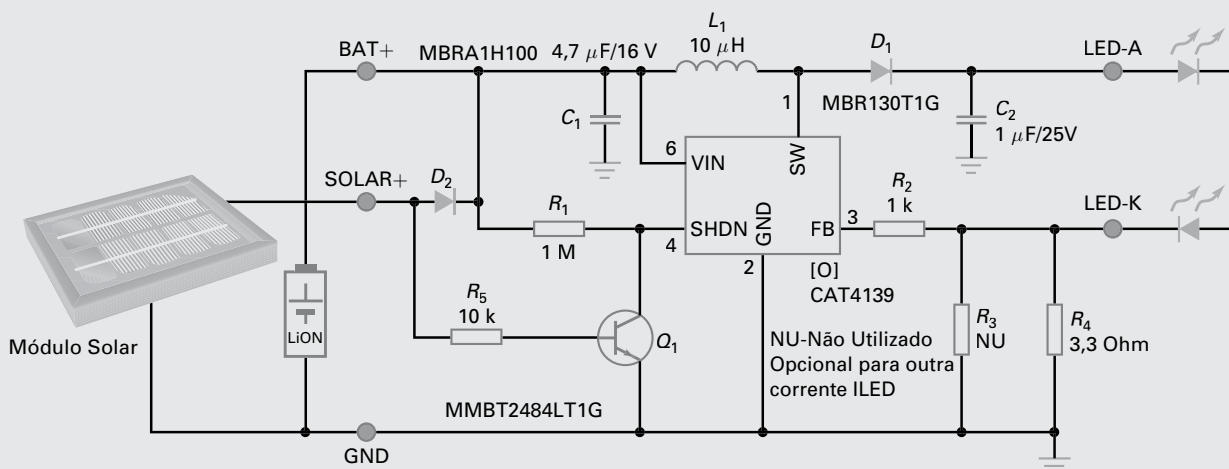 BAT+
MBRA1H100
4,7 μF/16 V
L1
10 μH
D1
MBR130T1G
LED-A
C1
C2
1 μF/25V
1
SW
6
VIN
SOLAR+
D2
R1
1 M
SHDN
4
GND
2
FB
3
R2
1 k
LED-K
[O]
CAT4139
R5
10 k
Q1
LiON
Módulo Solar
NU-Não Utilizado
Opcional para outra
corrente ILED
R3
NU
R4
3,3 Ohm
MMBT2484LT1G
GND